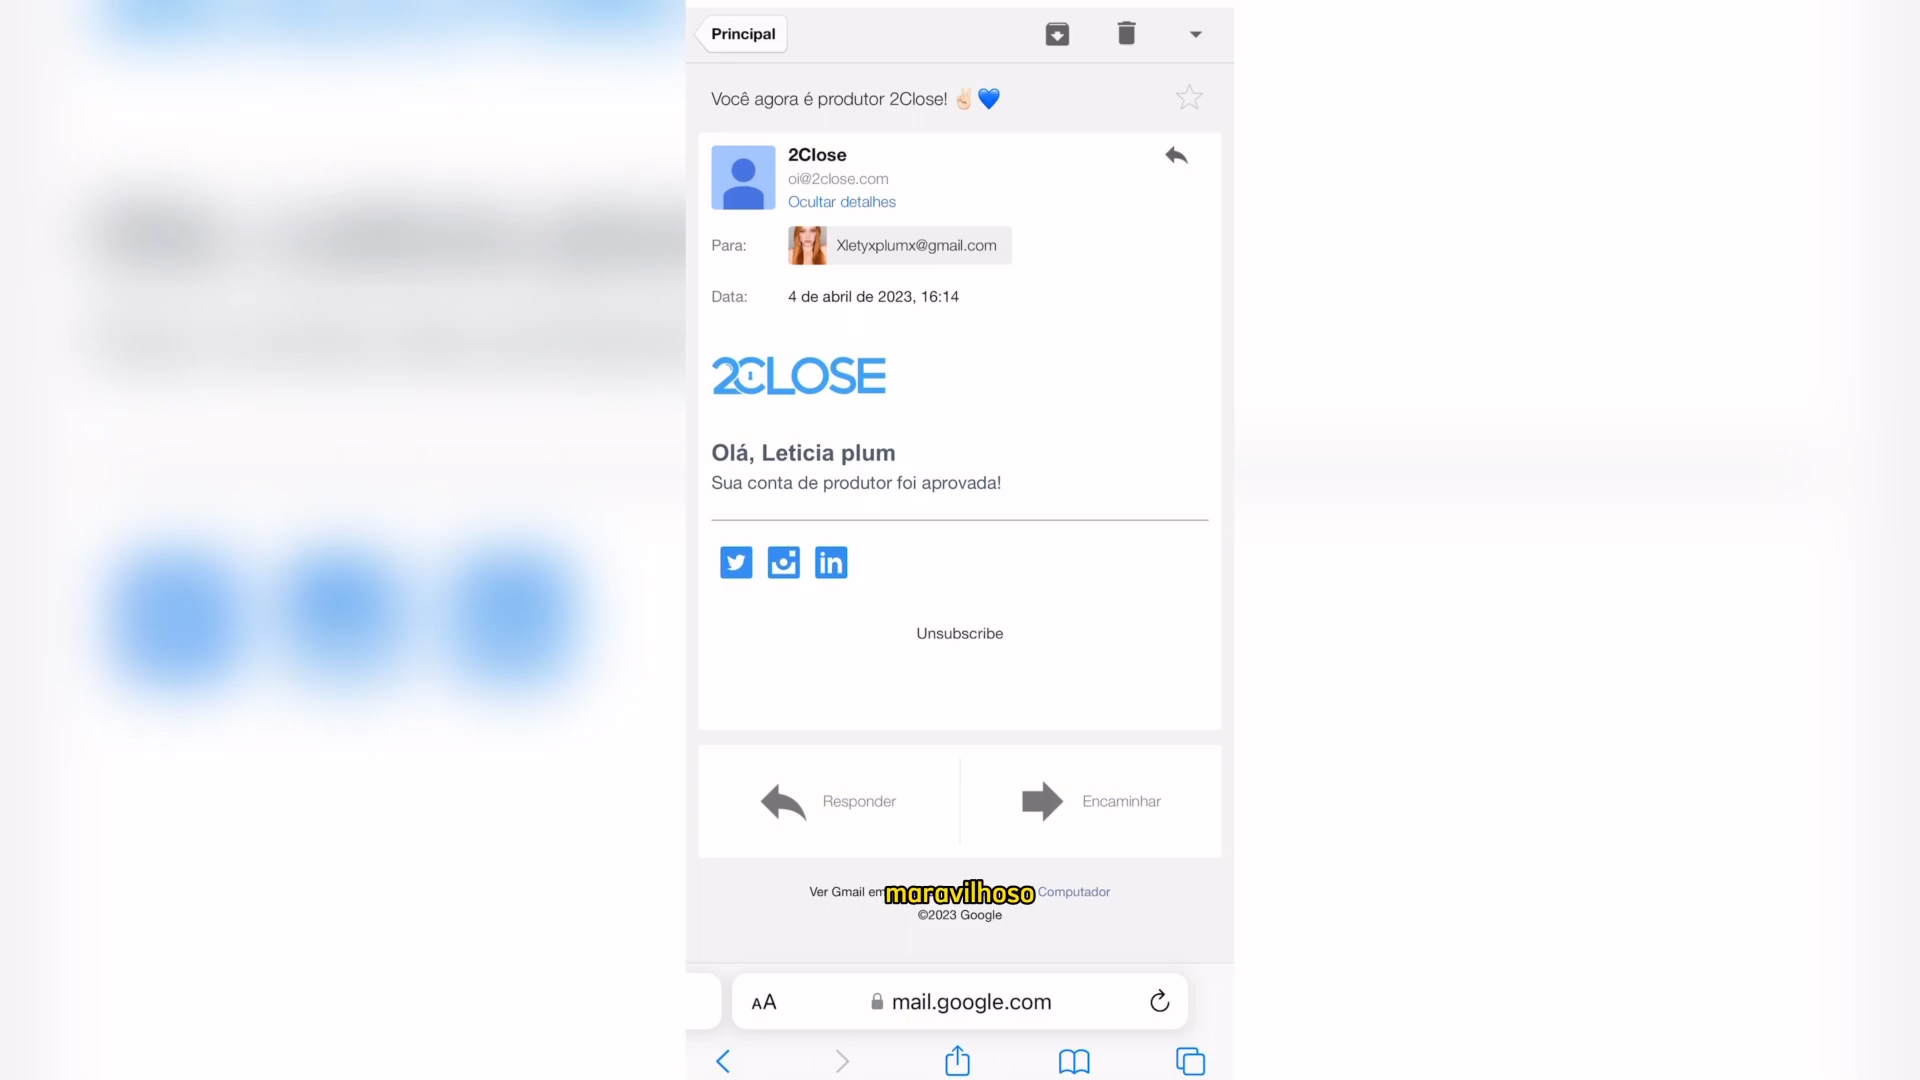 Principal
Você agora é produtor 2Close! ✌🏻💙
2Close
oi@2close.com
Ocultar detalhes
Para: Xletyxplumx@gmail.com
Data: 4 de abril de 2023, 16:14
2CLOSE
Olá, Leticia plum
Sua conta de produtor foi aprovada!
in
Unsubscribe
Responder
Encaminhar
Ver Gmail em
maravilhoso
Computador
©2023 Google
AA mail.google.com